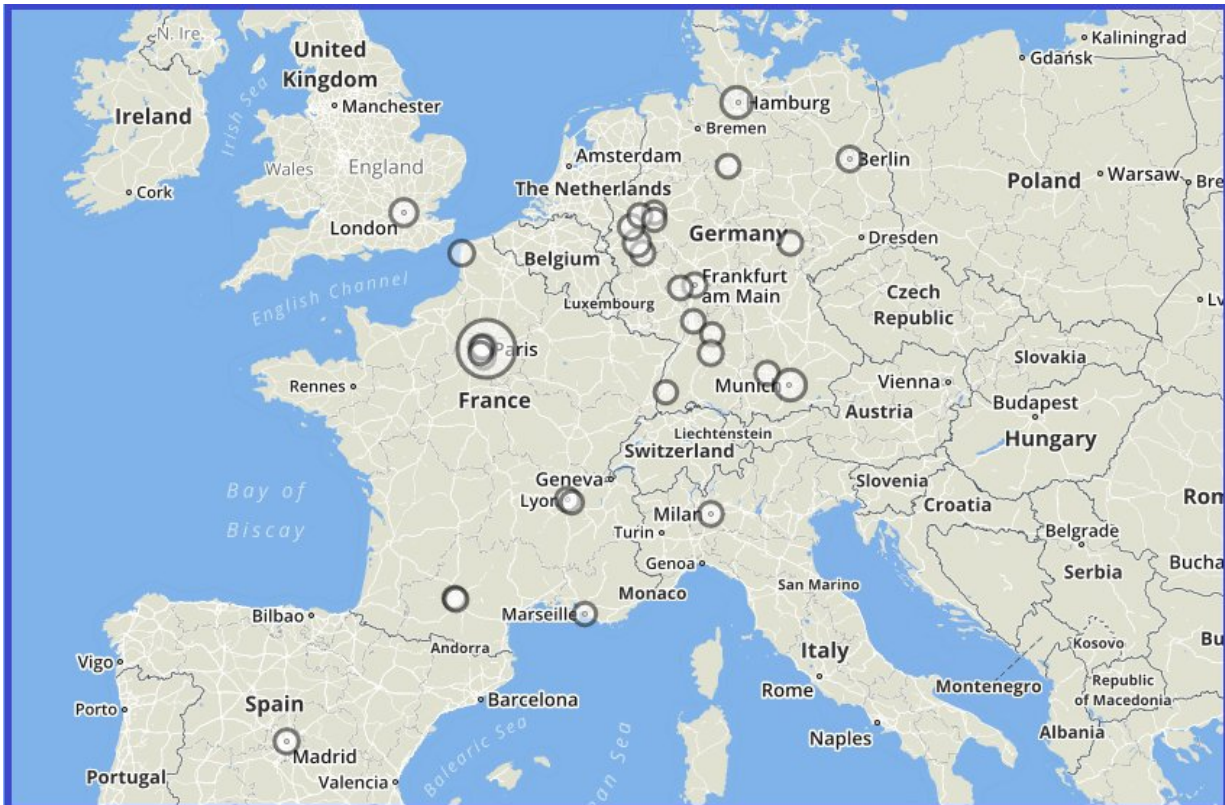 N. Ire.
United
Kingdom
Ireland
Irish Sea
Manchester
Wales
England
Cork
London
Amsterdam
The Netherlands
Hamburg
Bremen
Berlin
Kaliningrad
Gdańsk
Poland
Warsaw
Bre
Belgium
Germany
Dresden
English Channel
Luxembourg
Frankfurt
am Main
Czech
Republic
Lv
Paris
Rennes
France
Munich
Slovakia
Vienna
Austria
Budapest
Hungary
Liechtenstein
Switzerland
Bay of
Biscay
Geneva
Lyon
Milan
Turin
Slovenia
Croatia
Rom
Belgrade
Bucha
Genoa
Serbia
Monaco
San Marino
Marseille
Bilbao
Andorra
Vigo
Porto
Spain
Barcelona
Italy
Rome
Kosovo
Bu
Montenegro
Republic
of Macedonia
Albania
Naples
Madrid
Portugal
Valencia
Balearic Sea
an Sea